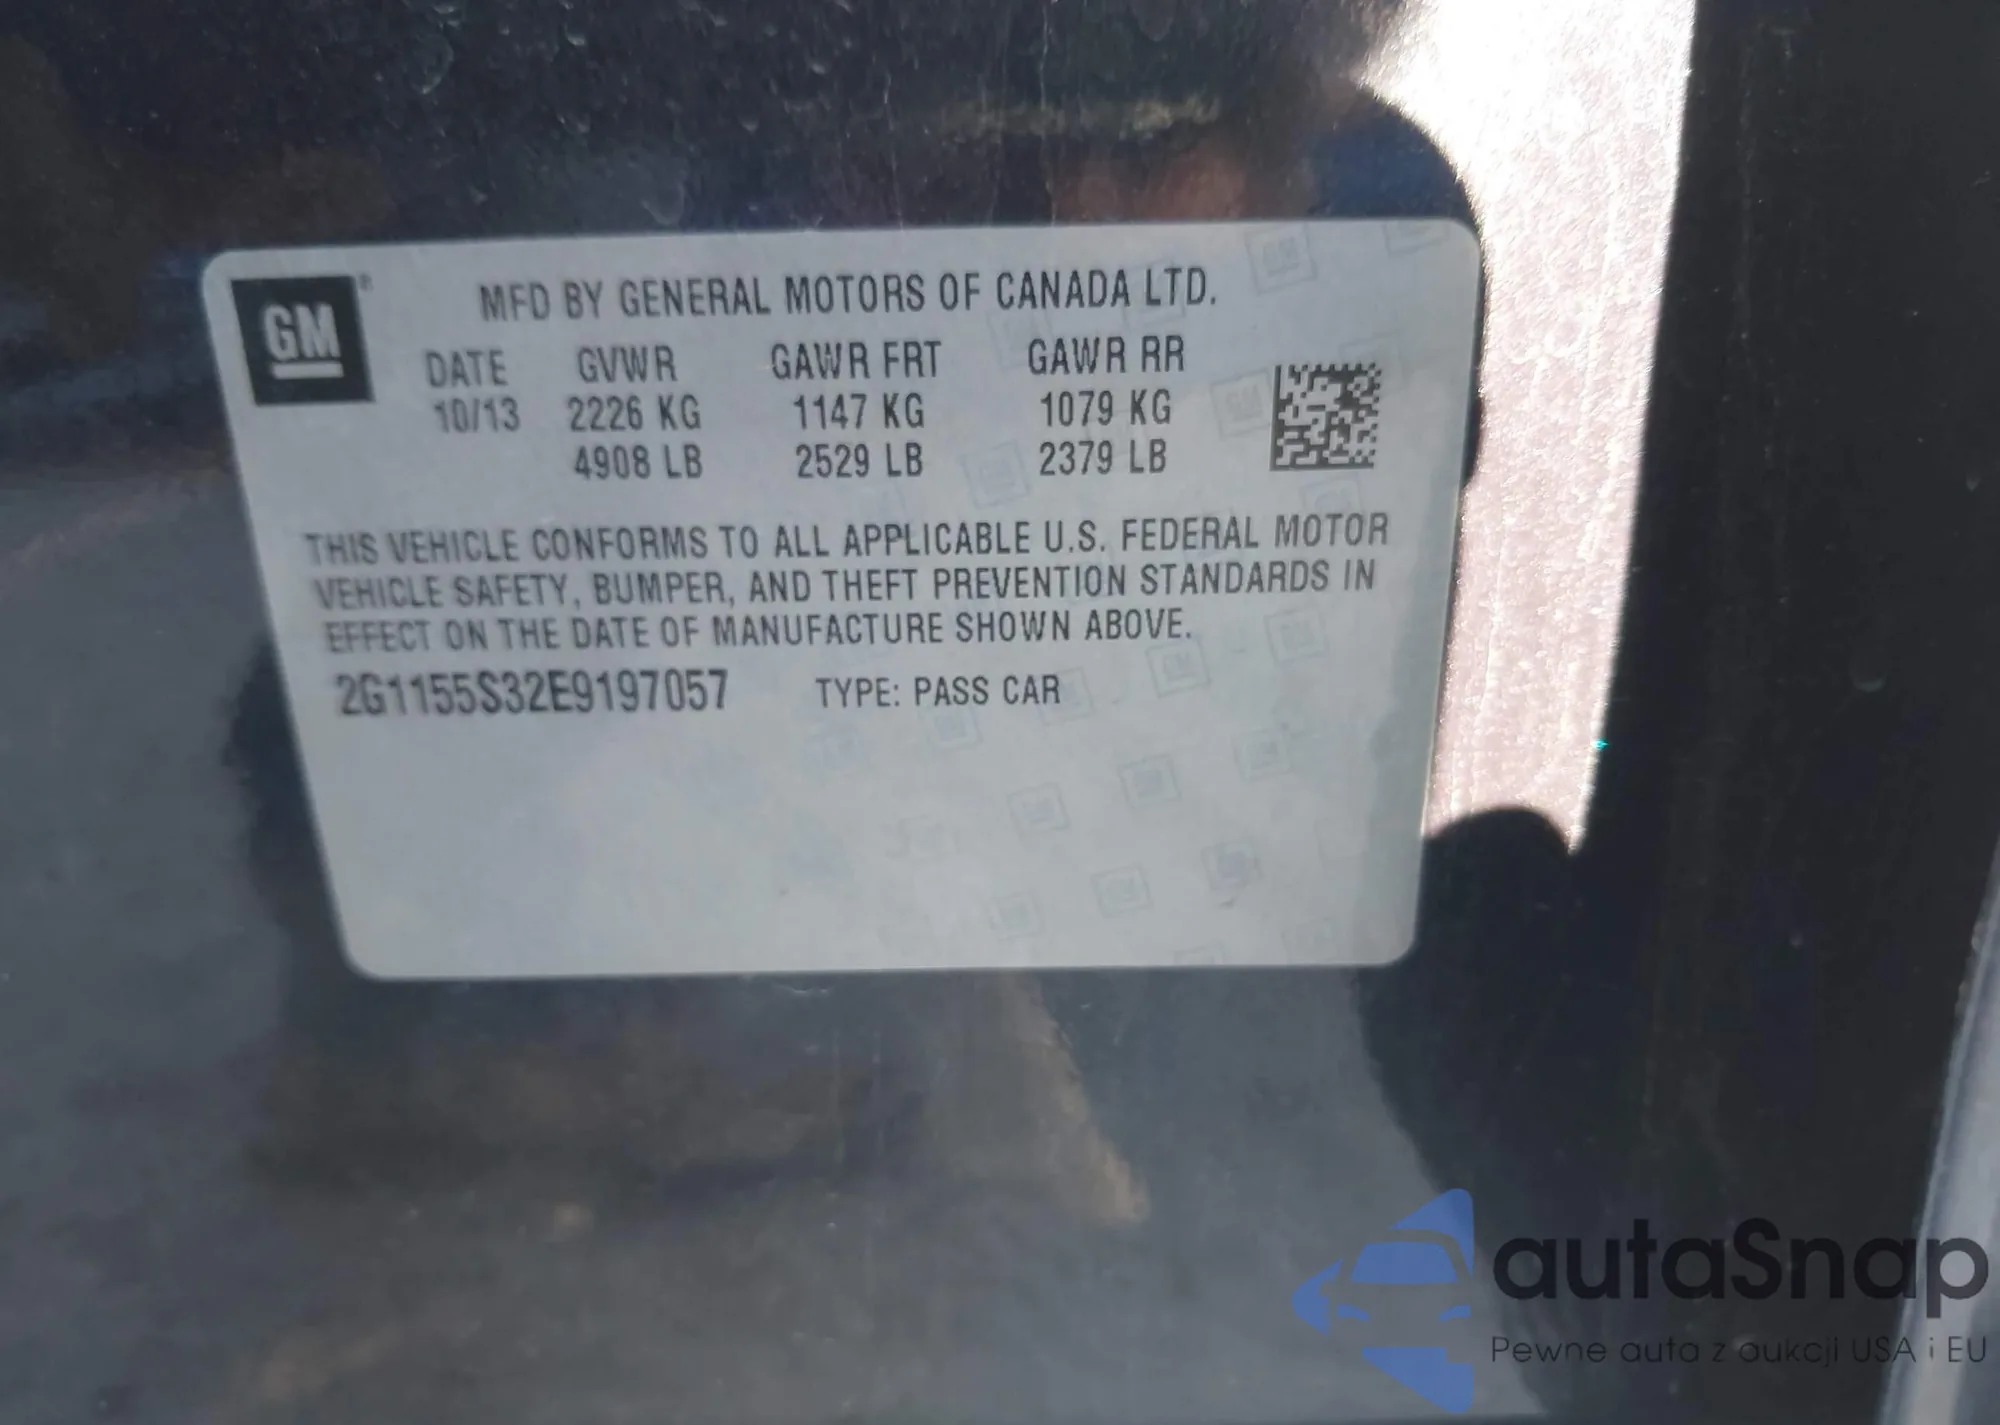 GM
MFD BY GENERAL MOTORS OF CANADA LTD.
DATE GVWR GAWR FRT GAWR RR
10/13 2226 KG 1147 KG 1079 KG
4908 LB 2529 LB 2379 LB
THIS VEHICLE CONFORMS TO ALL APPLICABLE U.S. FEDERAL MOTOR
VEHICLE SAFETY, BUMPER, AND THEFT PREVENTION STANDARDS IN
EFFECT ON THE DATE OF MANUFACTURE SHOWN ABOVE.
2G1155S32E9197057 TYPE: PASS CAR
autaSnap
Pewne auta z aukcji USA i EU